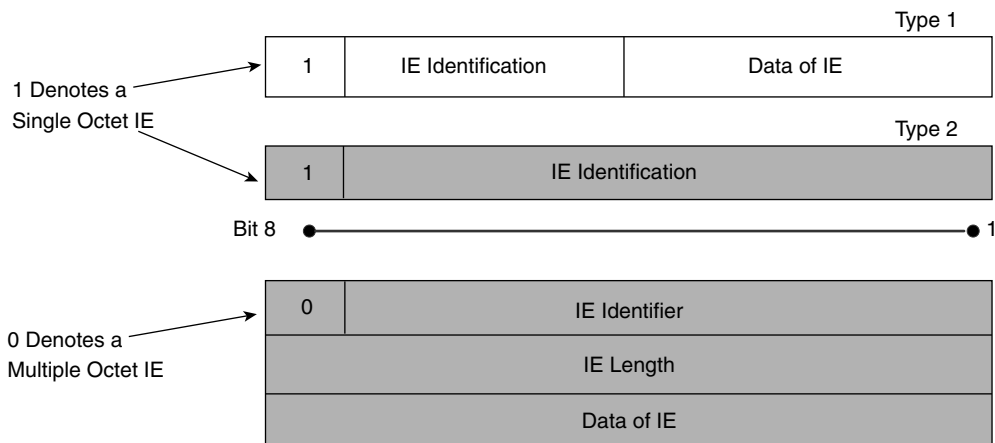 Type 1
1 IE Identification Data of IE
1 Denotes a
Single Octet IE
Type 2
1 IE Identification
Bit 8 1
0 IE Identifier
0 Denotes a
Multiple Octet IE
IE Length
Data of IE